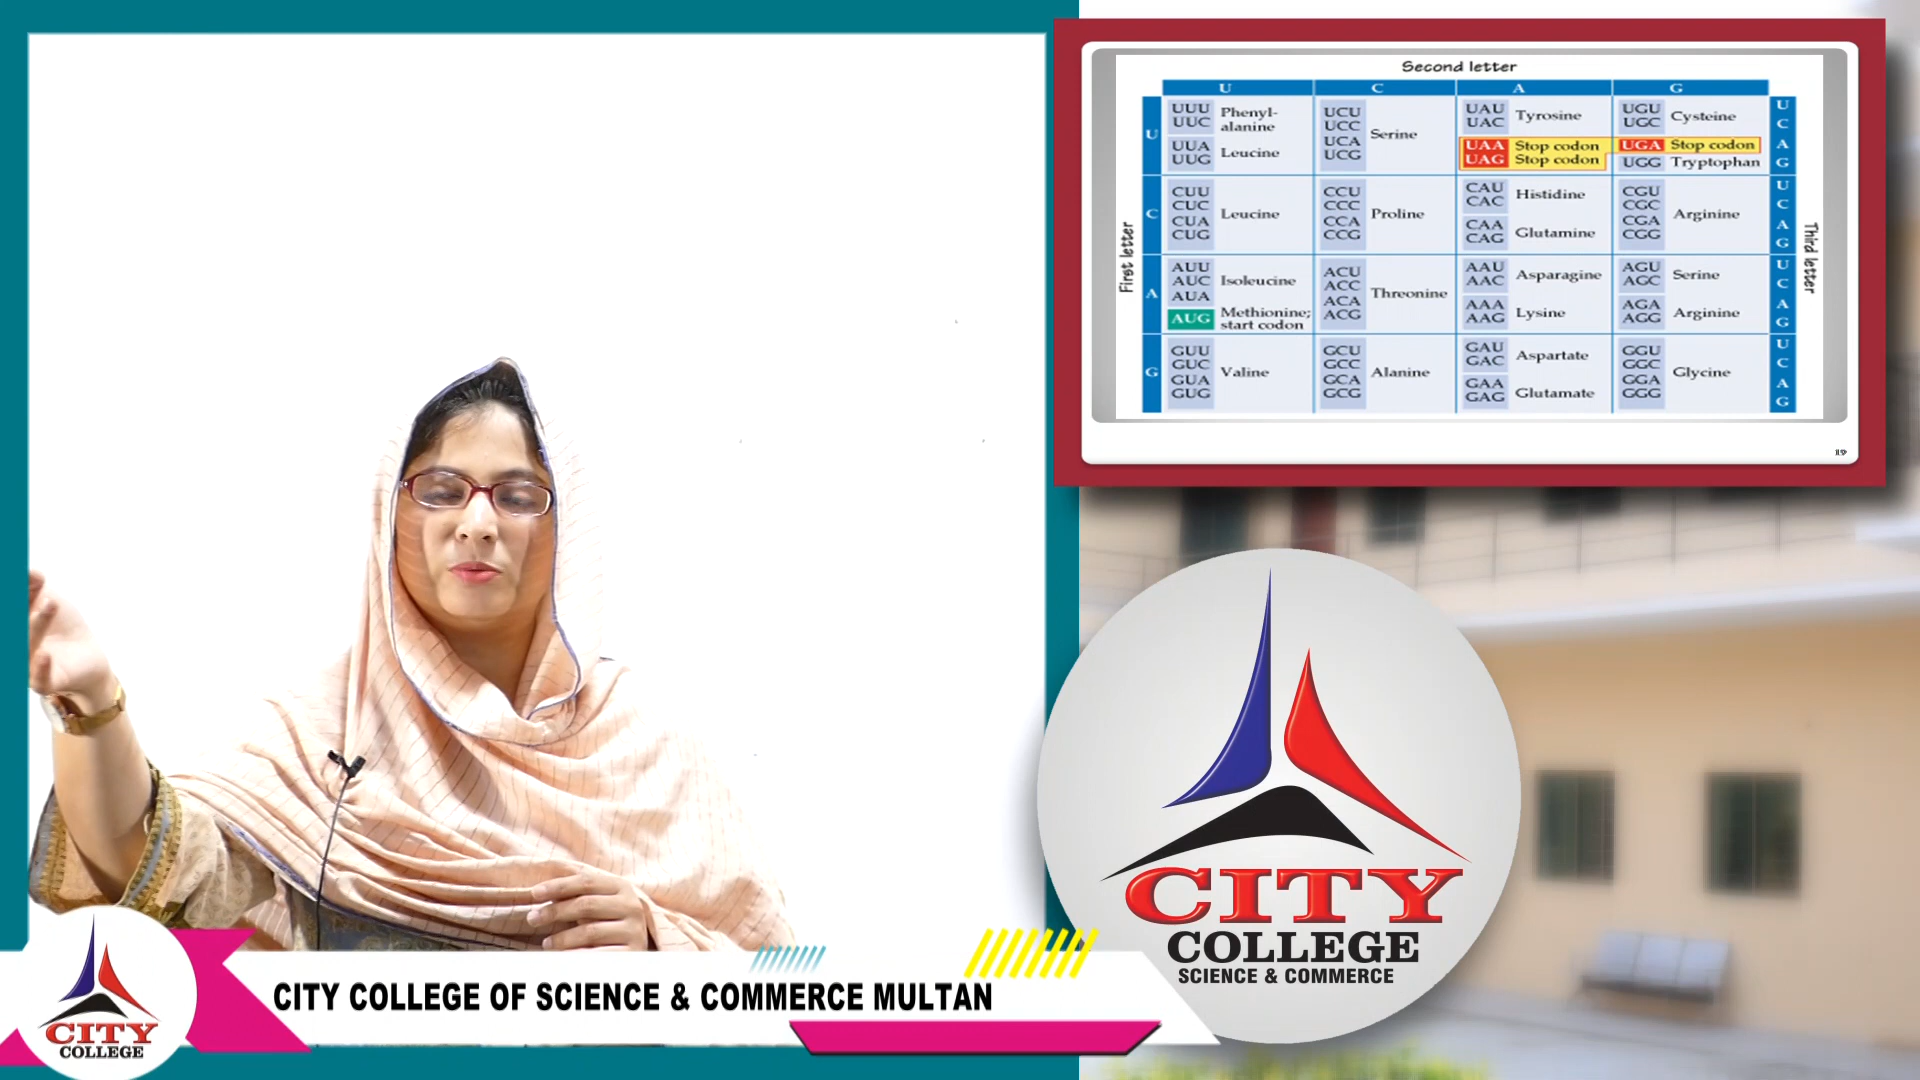 Second letter
U C A G
First letter
Third letter
U
UUU
UUC
Phenyl-
alanine
UUA
UUG
Leucine
UCU
UCC
UCA
UCG
Serine
UAU
UAC
Tyrosine
UAA Stop codon
UAG Stop codon
UGU
UGC
Cysteine
UGA Stop codon
UGG Tryptophan
U
C
A
G
C
CUU
CUC
CUA
CUG
Leucine
CCU
CCC
CCA
CCG
Proline
CAU
CAC
Histidine
CAA
CAG
Glutamine
CGU
CGC
CGA
CGG
Arginine
U
C
A
G
A
AUU
AUC
AUA
Isoleucine
AUG
Methionine;
start codon
ACU
ACC
ACA
ACG
Threonine
AAU
AAC
Asparagine
AAA
AAG
Lysine
AGU
AGC
Serine
AGA
AGG
Arginine
U
C
A
G
G
GUU
GUC
GUA
GUG
Valine
GCU
GCC
GCA
GCG
Alanine
GAU
GAC
Aspartate
GAA
GAG
Glutamate
GGU
GGC
GGA
GGG
Glycine
U
C
A
G
19
CITY
COLLEGE
SCIENCE & COMMERCE
CITY
COLLEGE
CITY COLLEGE OF SCIENCE & COMMERCE MULTAN